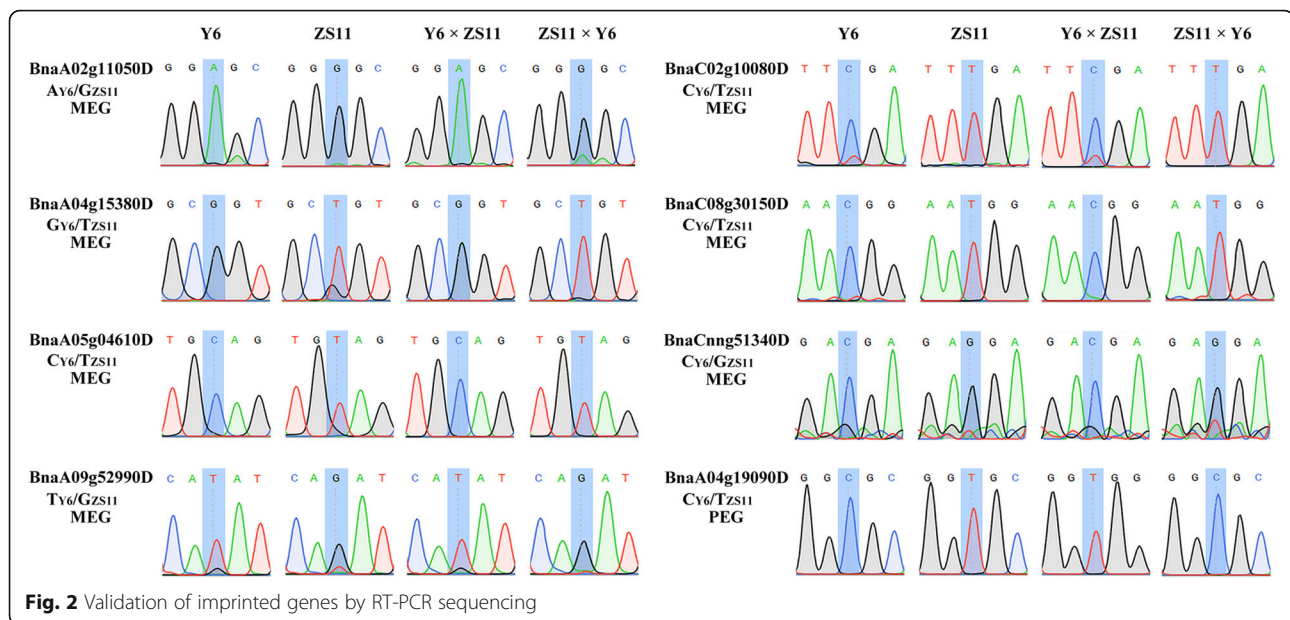 Y6 ZS11 Y6 × ZS11 ZS11 × Y6
BnaA02g11050D G G A G C G G G G C G G A G C G G G G C
AY6/GZS11
MEG
BnaA04g15380D G C G G T G C T G T G C G G T G C T G T
GY6/TZS11
MEG
BnaA05g04610D T G C A G T G T A G T G C A G T G T A G
CY6/TZS11
MEG
BnaA09g52990D C A T A T C A G A T C A T A T C A G A T
TY6/GZS11
MEG
Y6 ZS11 Y6 × ZS11 ZS11 × Y6
BnaC02g10080D T T C G A T T T G A T T C G A T T T G A
CY6/TZS11
MEG
BnaC08g30150D A A C G G A A T G G A A C G G A A T G G
CY6/TZS11
MEG
BnaCnng51340D G A C G A G A G G A G A C G A G A G G A
CY6/GZS11
MEG
BnaA04g19090D G G C G C G G T G C G G T G G G G C G C
CY6/TZS11
PEG
Fig. 2 Validation of imprinted genes by RT-PCR sequencing